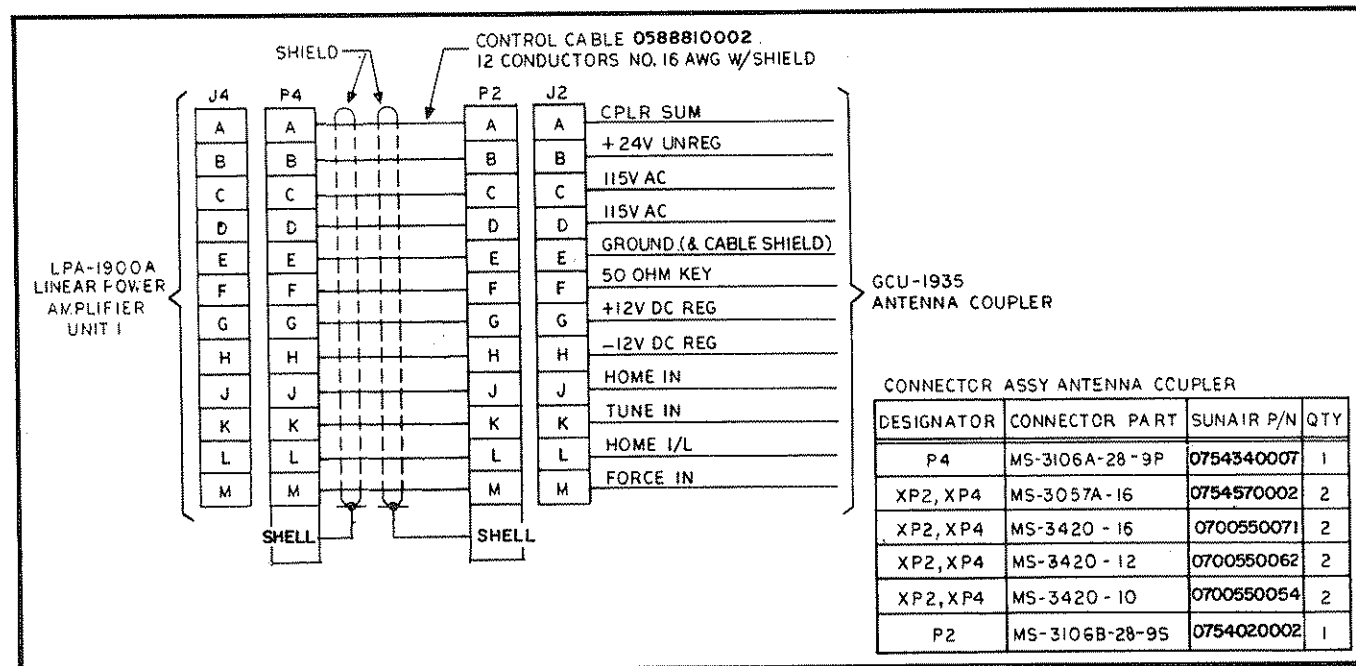 SHIELD
CONTROL CABLE 0588810002
12 CONDUCTORS NO. 16 AWG W/SHIELD
J4 P4 P2 J2
A A A A CPLR SUM
B B B B +24V UNREG
C C C C 115V AC
D D D D 115V AC
E E E E GROUND (& CABLE SHIELD)
F F F F 50 OHM KEY
G G G G +12V DC REG
H H H H -12V DC REG
J J J J HOME IN
K K K K TUNE IN
L L L L HOME I/L
M M M M FORCE IN
SHELL SHELL
LPA-1900A
LINEAR POWER
AMPLIFIER
UNIT 1
GCU-1935
ANTENNA COUPLER
CONNECTOR ASSY ANTENNA COUPLER
DESIGNATOR CONNECTOR PART SUNAIR P/N QTY
P4 MS-3106A-28-9P 0754340007 1
XP2, XP4 MS-3057A-16 0754570002 2
XP2, XP4 MS-3420-16 0700550071 2
XP2, XP4 MS-3420-12 0700550062 2
XP2, XP4 MS-3420-10 0700550054 2
P2 MS-3106B-28-9S 0754020002 1